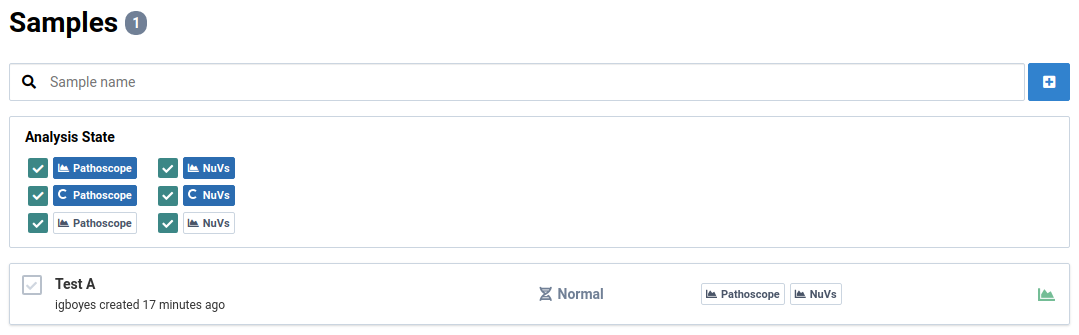 Samples 1
Sample name
Analysis State
Pathoscope NuVs
Pathoscope NuVs
Pathoscope NuVs
Test A
Normal Pathoscope NuVs
igboyes created 17 minutes ago